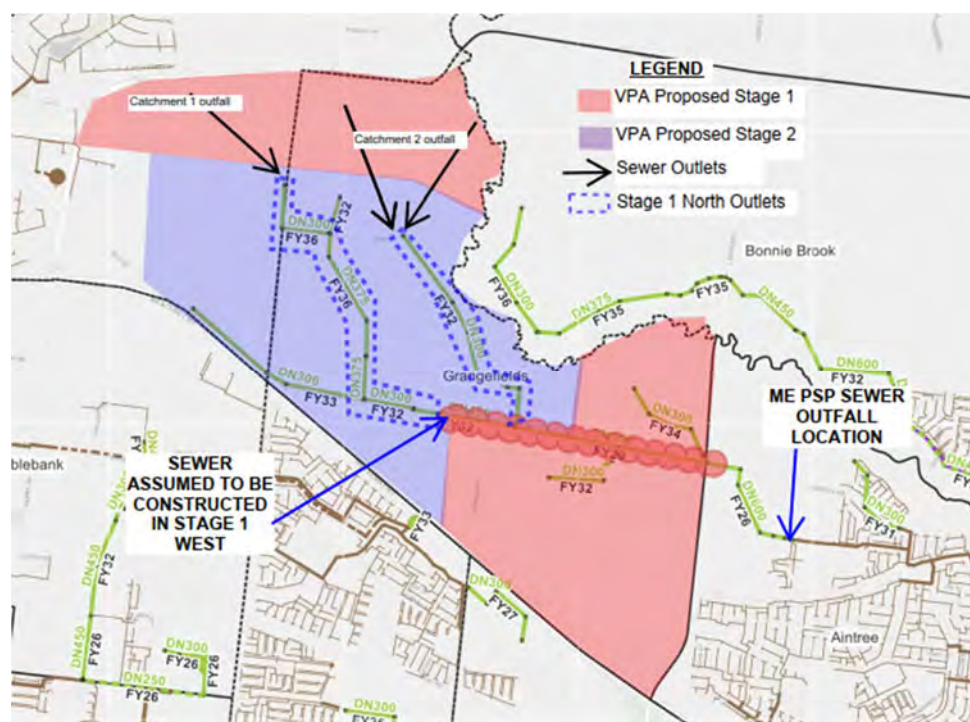 LEGEND
VPA Proposed Stage 1
VPA Proposed Stage 2
Sewer Outlets
Stage 1 North Outlets
Catchment 1 outfall
Catchment 2 outfall
FY32
DN300
FY36
DN375
FY36
DN375
FY32
DN300
DN300
FY36
DN375
FY35
FY35
DN450
Bonnie Brook
DN600
FY32
Grangefields
DN300
FY33
FY32
DN300
FY34
DN300
FY32
ME PSP SEWER
OUTFALL
LOCATION
SEWER
ASSUMED TO BE
CONSTRUCTED
IN STAGE 1
WEST
blebank
FY33
DN600
FY26
DN300
FY31
DN450
FY32
DN300
FY27
DN450
FY26
DN300
FY26
FY26
DN250
FY26
DN300
Aintree